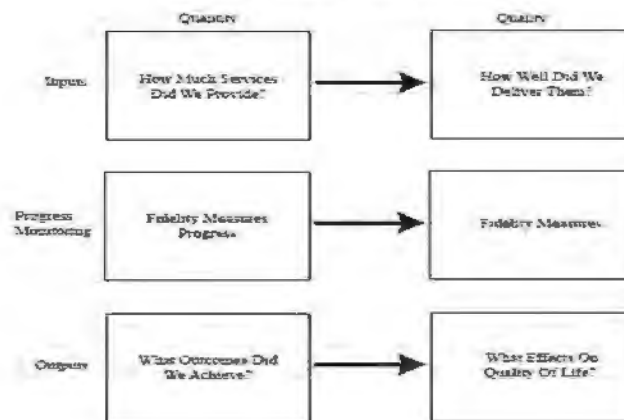 Quantity
Quality
Inputs
How Much Services
Did We Provide?
How Well Did We
Deliver Them?
Progress
Monitoring
Fidelity Measures
Progress
Fidelity Measures
Outputs
What Outcomes Did
We Achieve?
What Effects On
Quality Of Life?